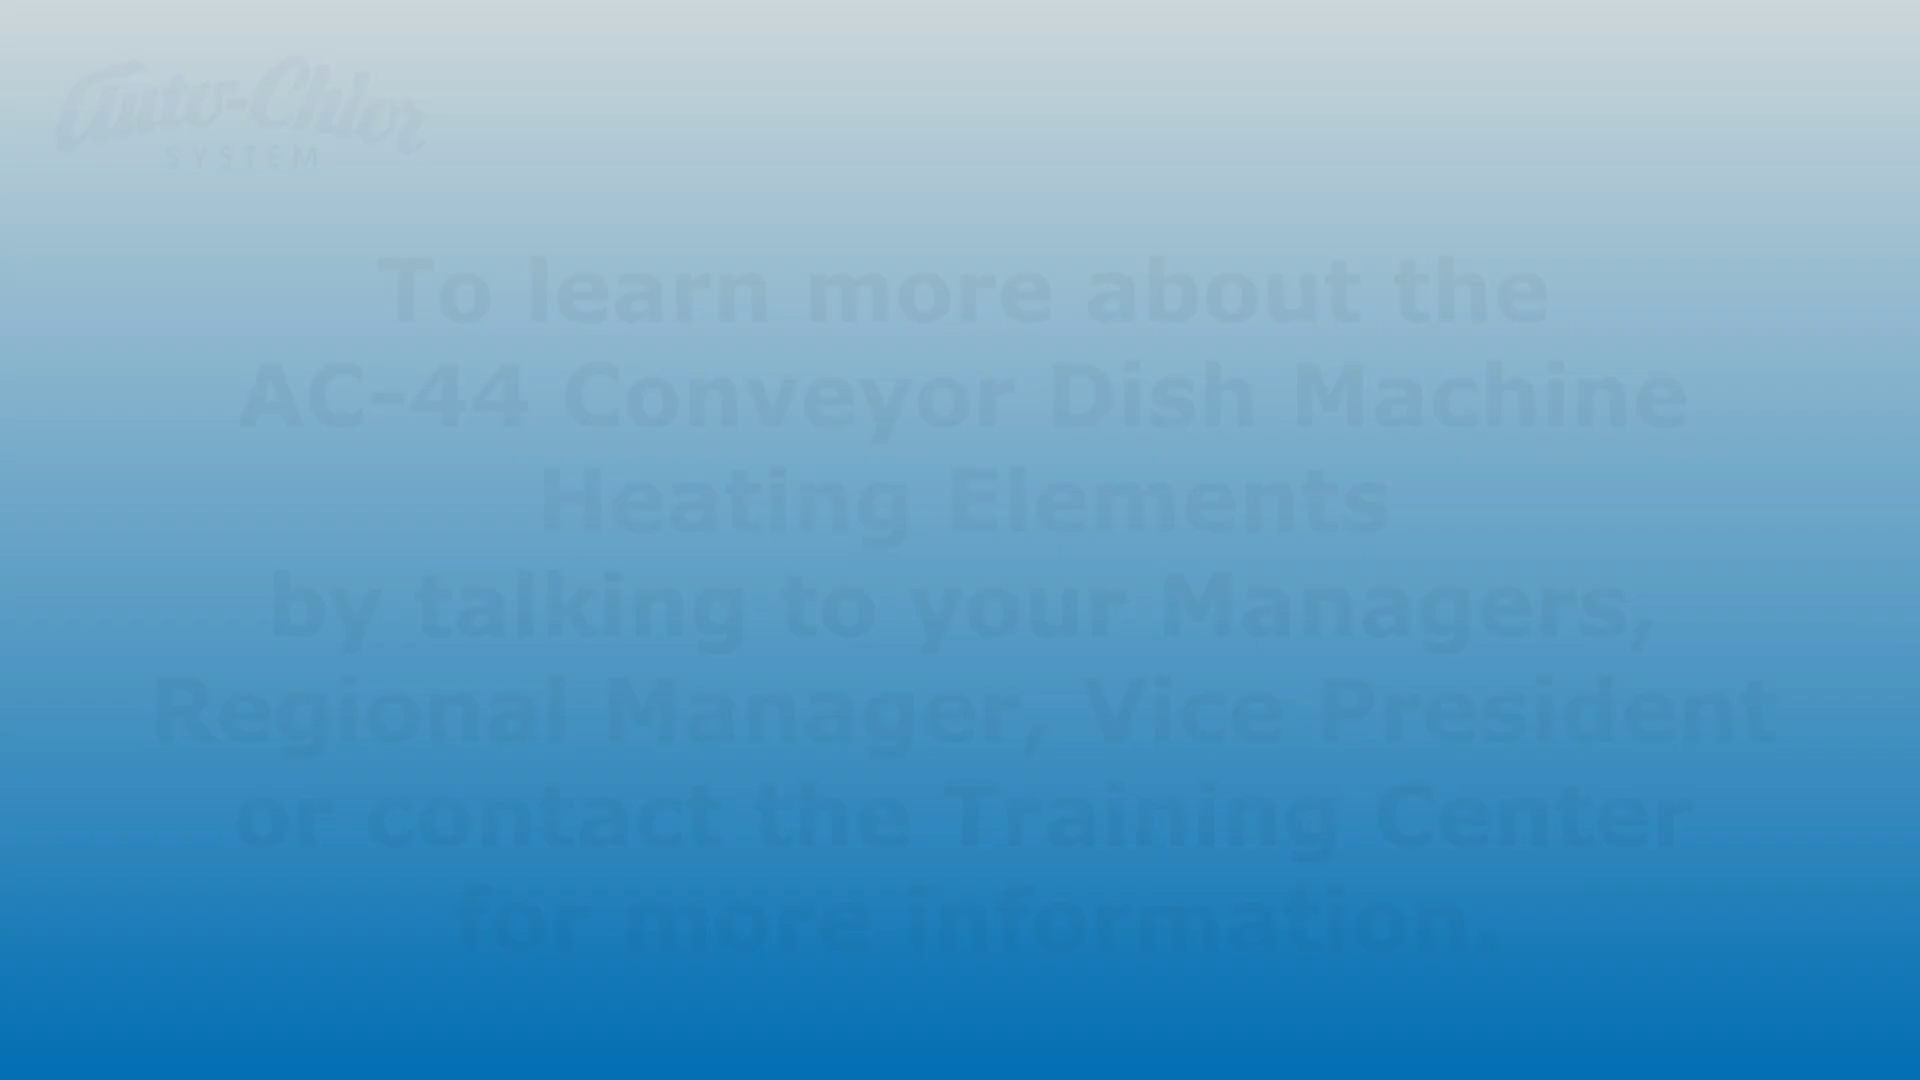 Auto-Chlor
SYSTEM
To learn more about the
AC-44 Conveyor Dish Machine
Heating Elements
by talking to your Managers,
Regional Manager, Vice President
or contact the Training Center
for more information.